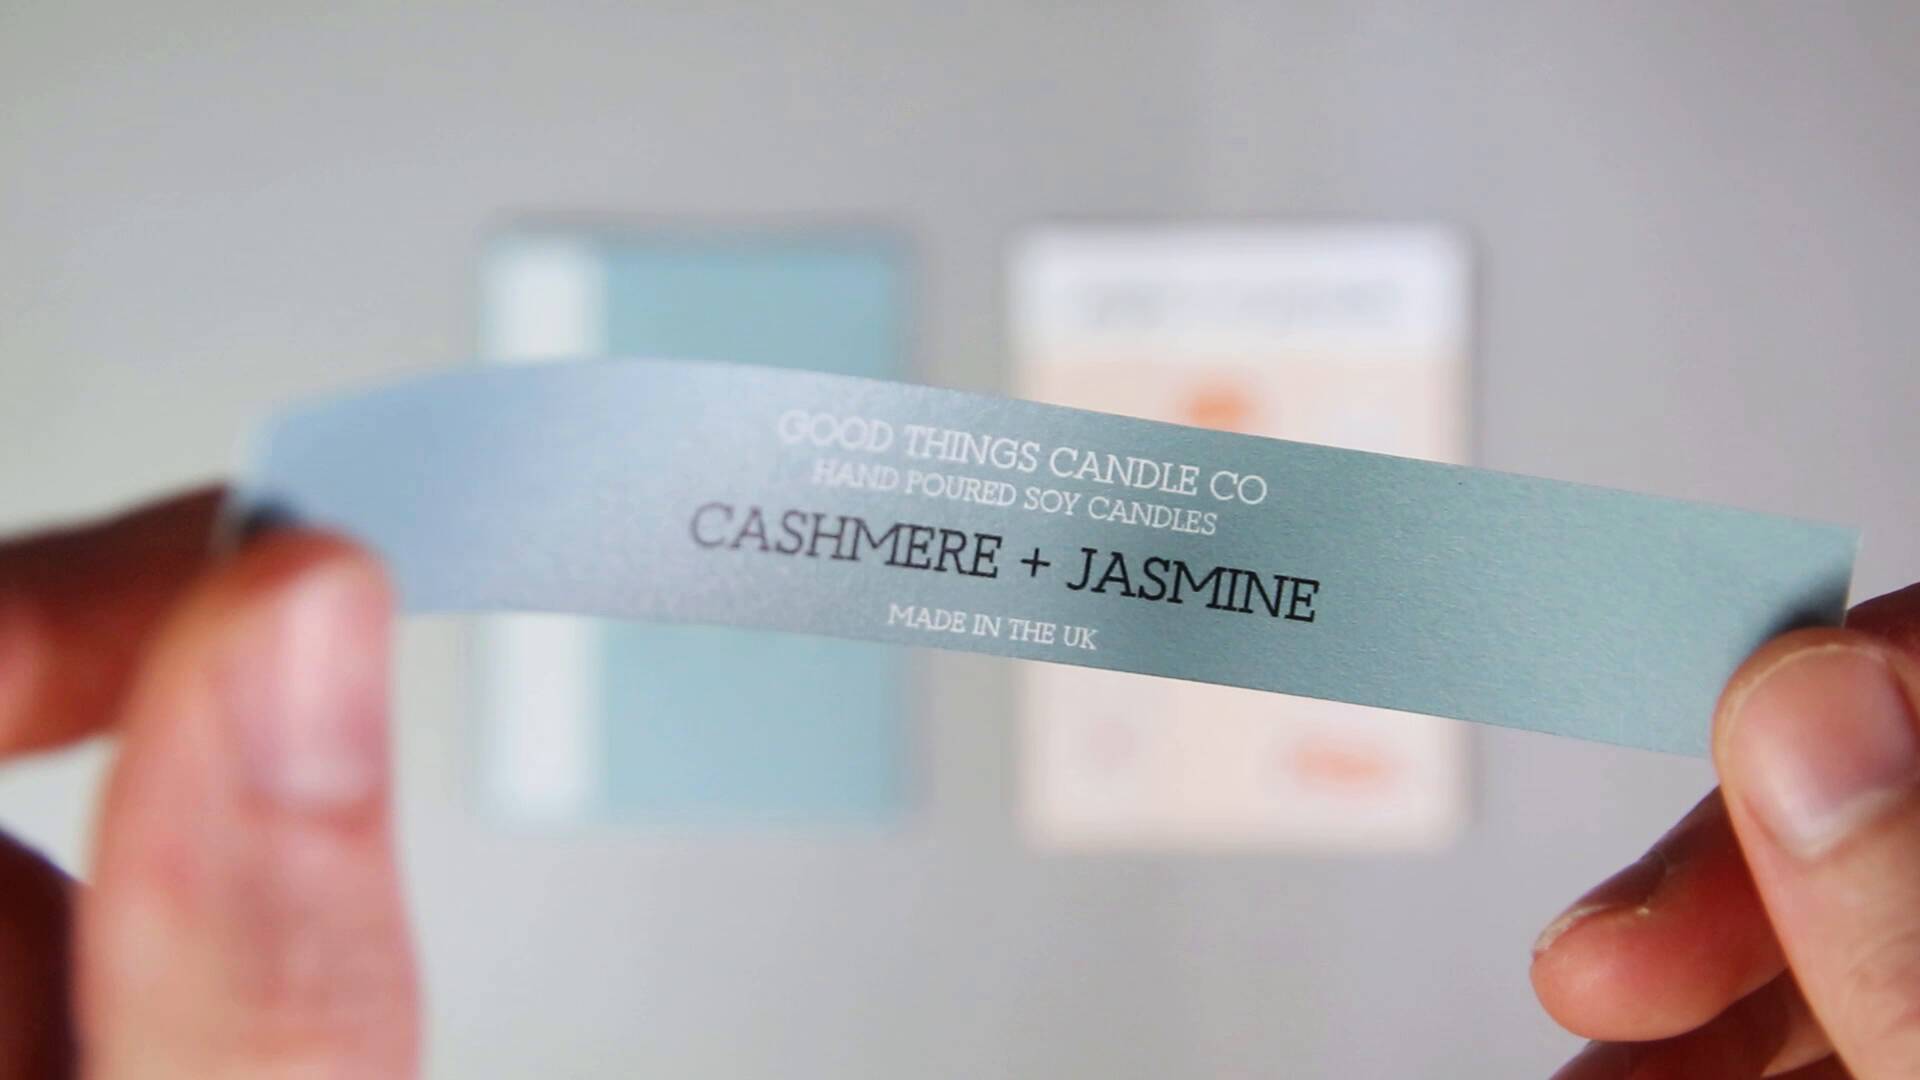 GOOD THINGS CANDLE CO
HAND POURED SOY CANDLES
CASHMERE + JASMINE
MADE IN THE UK